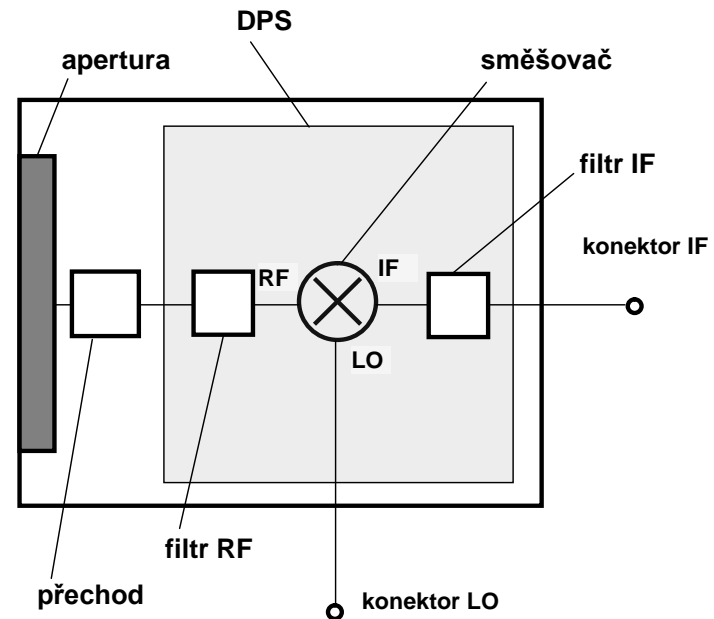 DPS
apertura
směšovač
filtr IF
konektor IF
RF
IF
LO
filtr RF
přechod
konektor LO